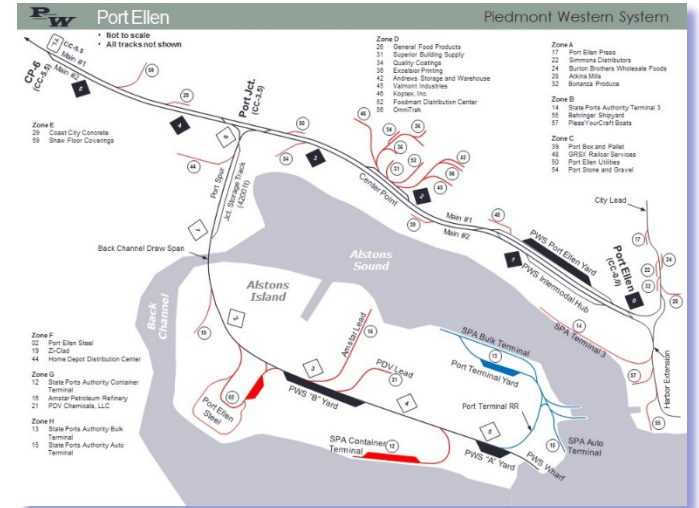 PW Port Ellen
Piedmont Western System
• Not to scale
• All tracks not shown
CC-5.5
CP-6
(CC-5.5)
Main #1
Main #2
Port Jct.
(CC-3.5)
Zone D
26 General Food Products
31 Superior Building Supply
34 Quality Coatings
36 Excelsior Printing
42 Andrews Storage and Warehouse
45 Valmont Industries
46 Koptex, Inc.
52 Foodmart Distribution Center
56 OmniTrak
Zone A
17 Port Ellen Press
22 Simmons Distributors
24 Burton Brothers Wholesale Foods
28 Atkins Mills
32 Bonanza Produce
Zone B
14 State Ports Authority Terminal 3
55 Behringer Shipyard
57 PleasYourCraft Boats
Zone C
39 Port Box and Pallet
48 GRSX Railcar Services
50 Port Ellen Utilities
54 Port Stone and Gravel
Zone E
29 Coast City Concrete
59 Shaw Floor Coverings
Port Spur
Jct. Storage Track
(4200 ft)
Center Point
Main #1
Main #2
City Lead
PWS Port Ellen Yard
PWS Intermodal Hub
Port Ellen
(CC-0.0)
Back Channel Draw Span
Alstons
Sound
Alstons
Island
Back
Channel
SPA Terminal 3
Harbor Extension
Zone F
02 Port Ellen Steel
19 Zi-Clad
44 Home Depot Distribution Center
Zone G
12 State Ports Authority Container
Terminal
16 Amstar Petroleum Refinery
21 PDV Chemicals, LLC
Zone H
13 State Ports Authority Bulk
Terminal
15 State Ports Authority Auto
Terminal
Amstar Lead
PDV Lead
PWS "B" Yard
Port Ellen
Steel
SPA Bulk Terminal
Port Terminal Yard
Port Terminal RR
SPA Container
Terminal
PWS "A" Yard
PWS Wharf
SPA Auto
Terminal